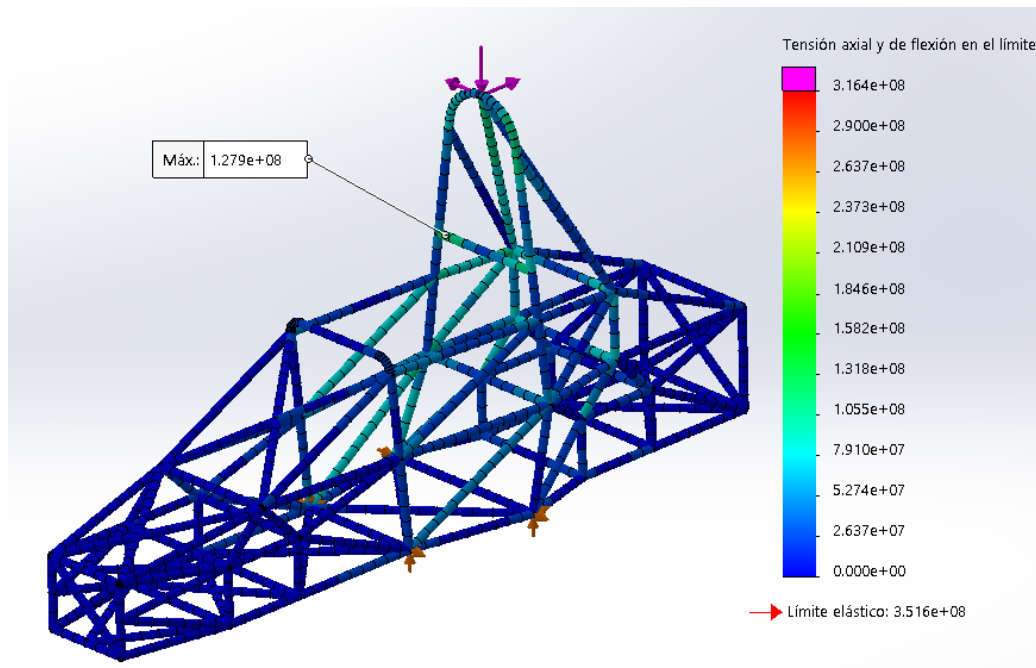 Tensión axial y de flexión en el límite
3.164e+08
2.900e+08
2.637e+08
2.373e+08
2.109e+08
1.846e+08
1.582e+08
1.318e+08
1.055e+08
7.910e+07
5.274e+07
2.637e+07
0.000e+00
Límite elástico: 3.516e+08
Máx.: 1.279e+08